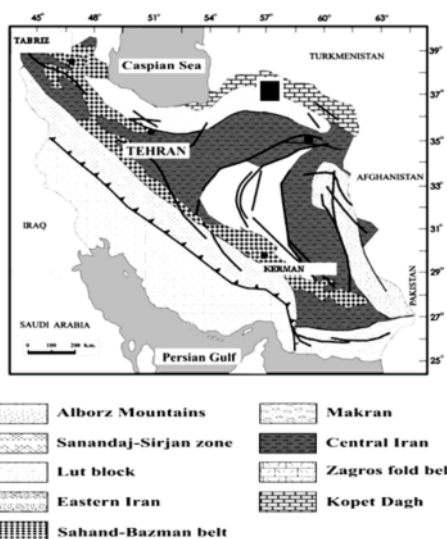 45° 48° 51° 54° 57° 60° 63°
TABRIZ
Caspian Sea
TURKMENISTAN
39°
37°
TEHRAN
35°
AFGHANISTAN
33°
IRAQ
31°
KERMAN
29°
PAKISTAN
SAUDI ARABIA
27°
0 100 200 km.
Persian Gulf
25°
Alborz Mountains
Makran
Sanandaj-Sirjan zone
Central Iran
Lut block
Zagros fold bel
Eastern Iran
Kopet Dagh
Sahand-Bazman belt